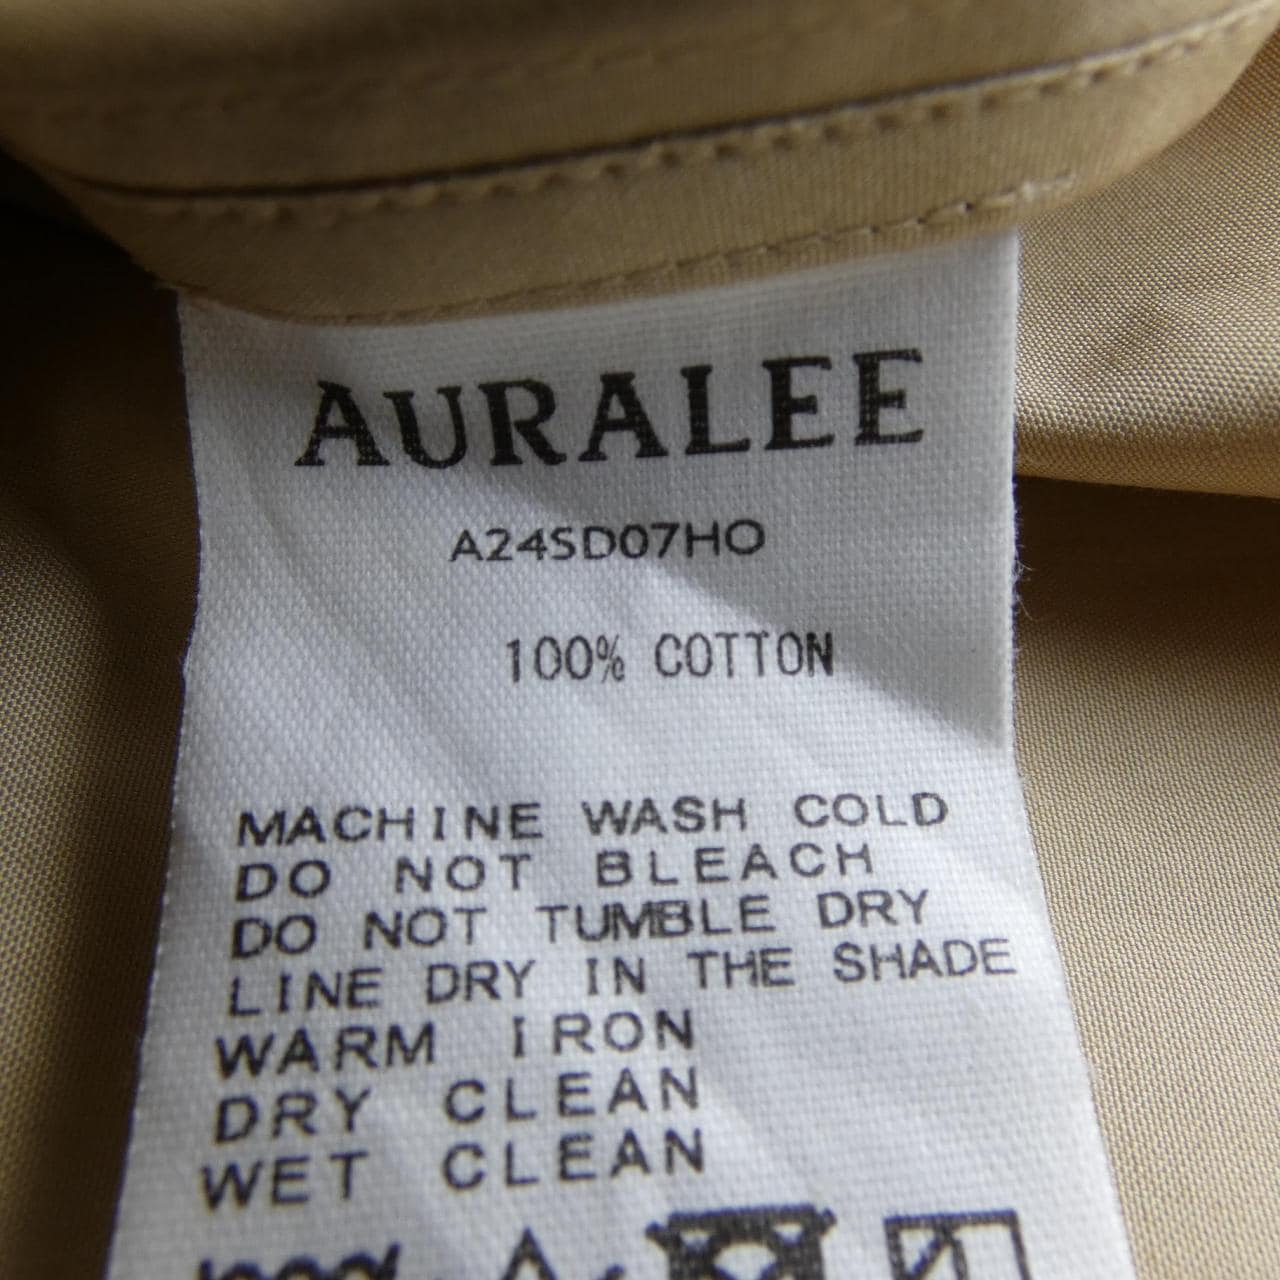 AURALEE
A24SD07HO
100% COTTON
MACHINE WASH COLD
DO NOT BLEACH
DO NOT TUMBLE DRY
LINE DRY IN THE SHADE
WARM IRON
DRY CLEAN
WET CLEAN